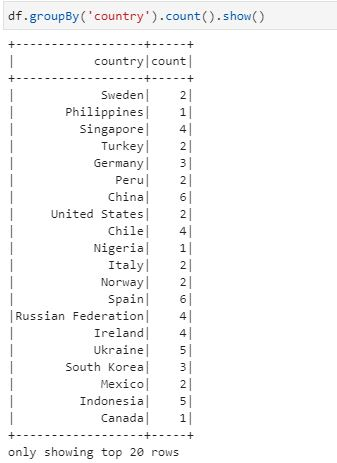 df.groupBy('country').count().show()
+------------------+-----+
|           country|count|
+------------------+-----+
|            Sweden|    2|
|       Philippines|    1|
|         Singapore|    4|
|            Turkey|    2|
|           Germany|    3|
|              Peru|    2|
|             China|    6|
|     United States|    2|
|             Chile|    4|
|           Nigeria|    1|
|             Italy|    2|
|            Norway|    2|
|             Spain|    6|
|Russian Federation|    4|
|           Ireland|    4|
|           Ukraine|    5|
|       South Korea|    3|
|            Mexico|    2|
|         Indonesia|    5|
|            Canada|    1|
+------------------+-----+
only showing top 20 rows